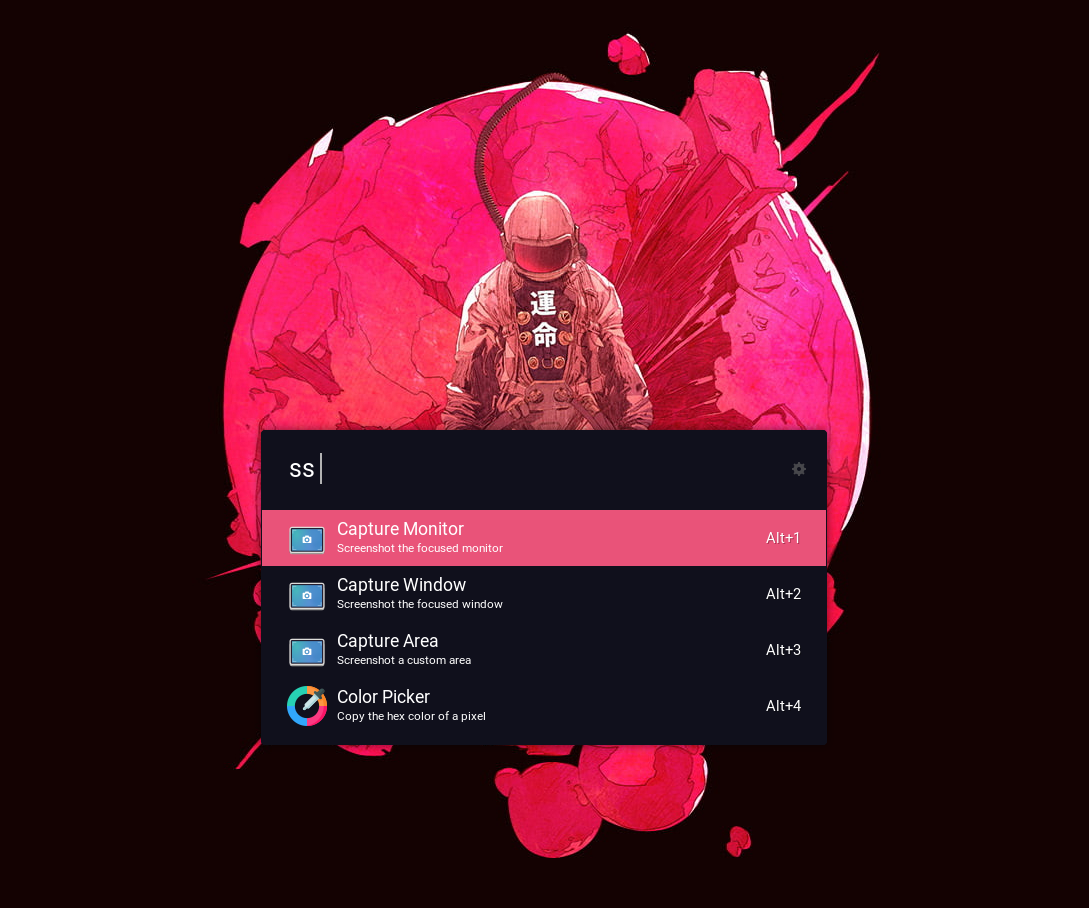 運
命
ss
Capture Monitor
Screenshot the focused monitor
Alt+1
Capture Window
Screenshot the focused window
Alt+2
Capture Area
Screenshot a custom area
Alt+3
Color Picker
Copy the hex color of a pixel
Alt+4